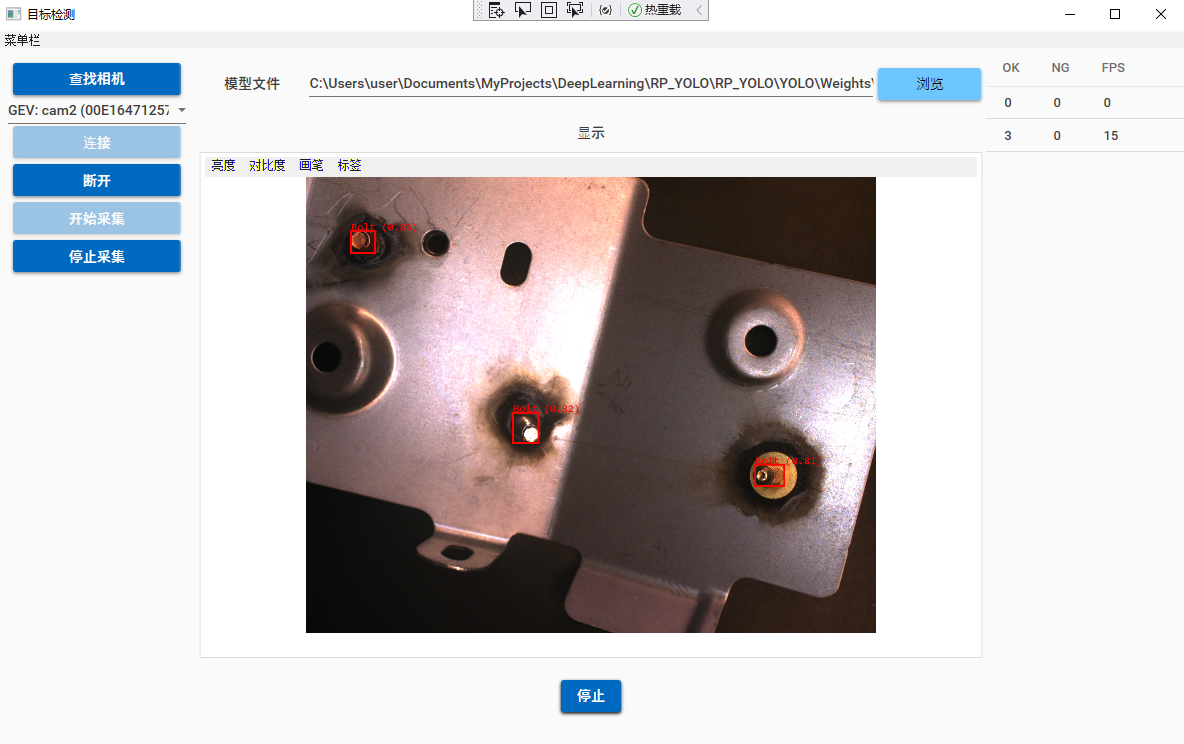 目标检测
热重载
菜单栏
查找相机
GEV: cam2 (00E16471257
连接
断开
开始采集
停止采集
模型文件
C:\Users\user\Documents\MyProjects\DeepLearning\RP_YOLO\RP_YOLO\YOLO\Weights\
浏览
显示
亮度 对比度 画笔 标签
Bolt (0.83)
Bolt (0.82)
Bolt (0.81)
停止
OK NG FPS
0 0 0
3 0 15